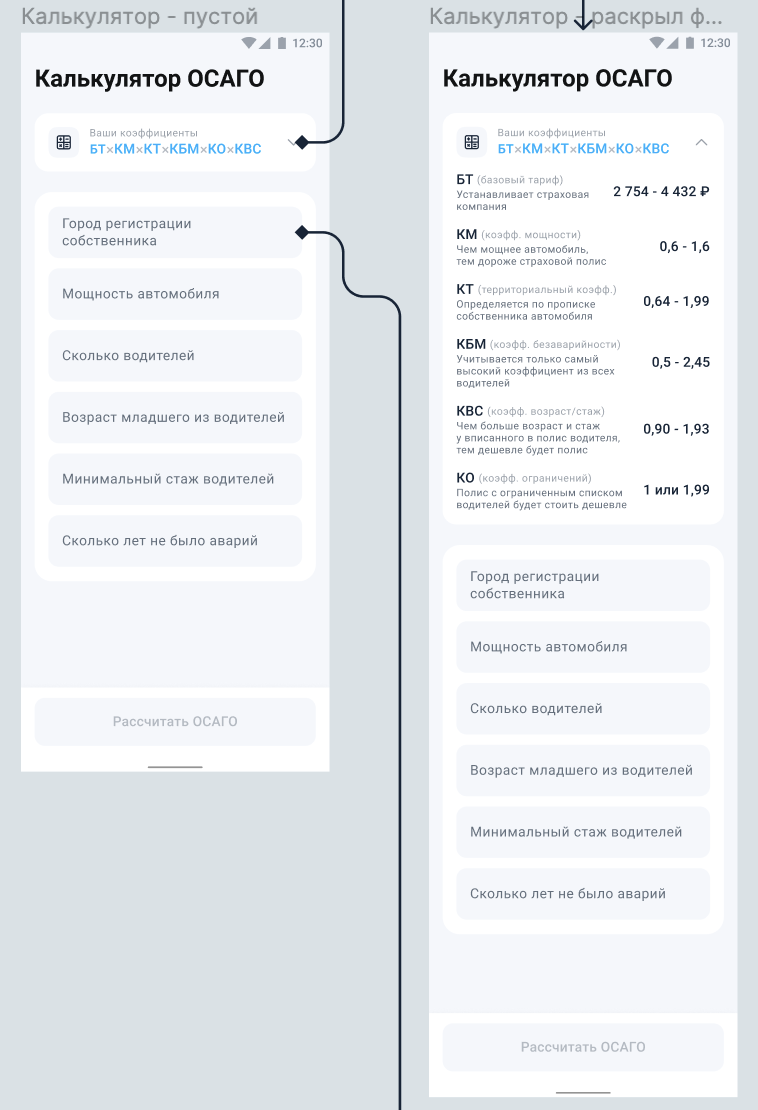 Калькулятор - пустой
12:30
Калькулятор ОСАГО
Ваши коэффициенты
БТ×КМ×КТ×КБМ×КО×КВС
Город регистрации
собственника
Мощность автомобиля
Сколько водителей
Возраст младшего из водителей
Минимальный стаж водителей
Сколько лет не было аварий
Рассчитать ОСАГО
Калькулятор - раскрыл ф...
12:30
Калькулятор ОСАГО
Ваши коэффициенты
БТ×КМ×КТ×КБМ×КО×КВС
БТ (базовый тариф)
Устанавливает страховая
компания
2 754 - 4 432 ₽
КМ (коэфф. мощности)
Чем мощнее автомобиль,
тем дороже страховой полис
0,6 - 1,6
КТ (территориальный коэфф.)
Определяется по прописке
собственника автомобиля
0,64 - 1,99
КБМ (коэфф. безаварийности)
Учитывается только самый
высокий коэффициент из всех
водителей
0,5 - 2,45
КВС (коэфф. возраст/стаж)
Чем больше возраст и стаж
у вписанного в полис водителя,
тем дешевле будет полис
0,90 - 1,93
КО (коэфф. ограничений)
Полис с ограниченным списком
водителей будет стоить дешевле
1 или 1,99
Город регистрации
собственника
Мощность автомобиля
Сколько водителей
Возраст младшего из водителей
Минимальный стаж водителей
Сколько лет не было аварий
Рассчитать ОСАГО